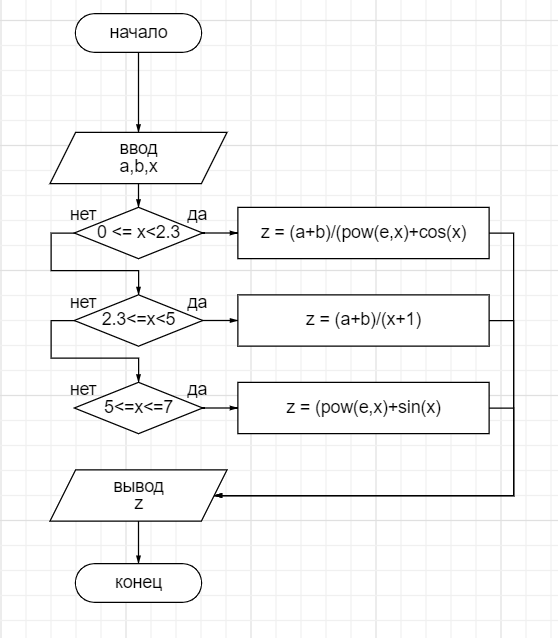 начало
ввод
a,b,x
нет
да
0 <= x<2.3
z = (a+b)/(pow(e,x)+cos(x)
нет
да
2.3<=x<5
z = (a+b)/(x+1)
нет
да
5<=x<=7
z = (pow(e,x)+sin(x)
вывод
z
конец